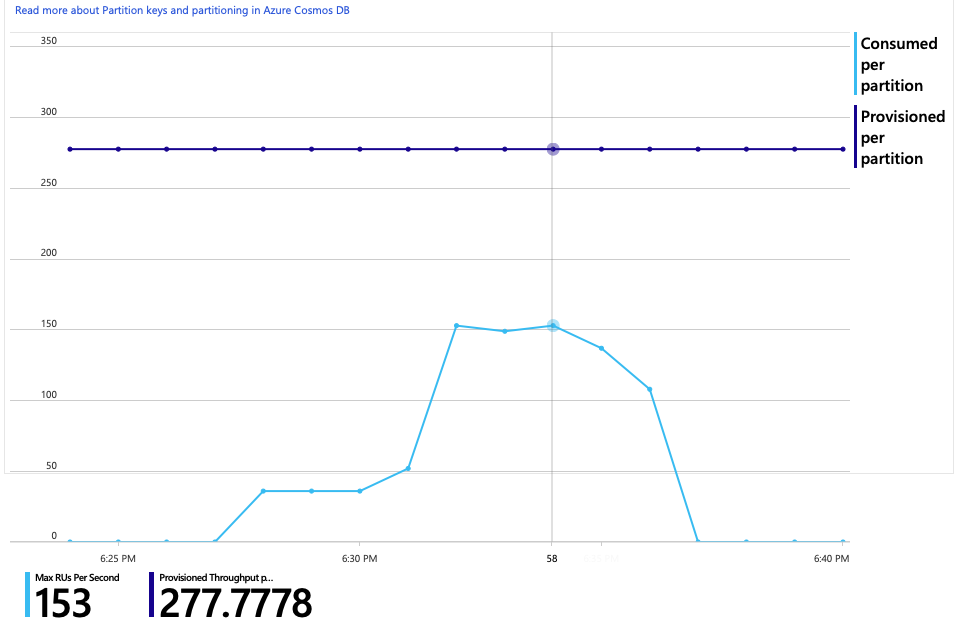 Read more about Partition keys and partitioning in Azure Cosmos DB
350
300
250
200
150
100
50
0
Consumed
per
partition
Provisioned
per
partition
6:25 PM
6:30 PM
58
6:40 PM
Max RUs Per Second
153
Provisioned Throughput p...
277.7778